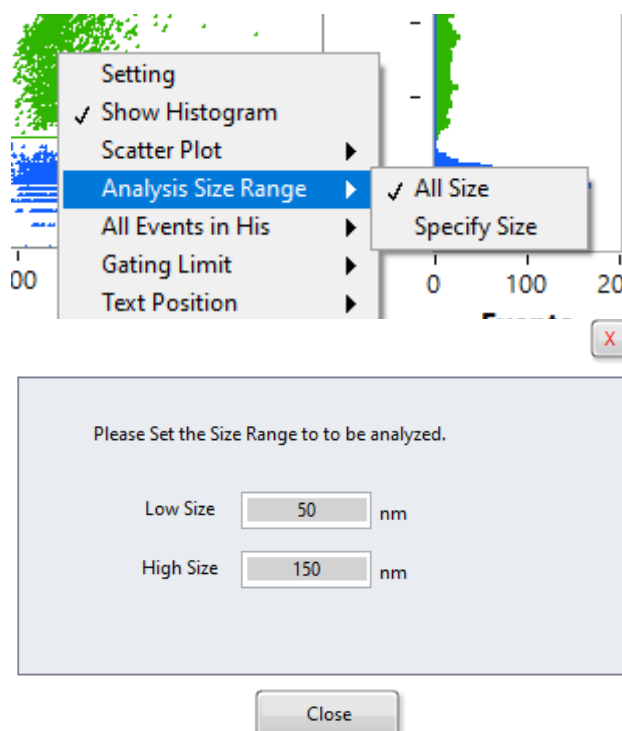 Setting
✓ Show Histogram
Scatter Plot
Analysis Size Range
✓ All Size
All Events in His
Specify Size
Gating Limit
Text Position
00
0
100
20
X
Please Set the Size Range to to be analyzed.
Low Size 50 nm
High Size 150 nm
Close